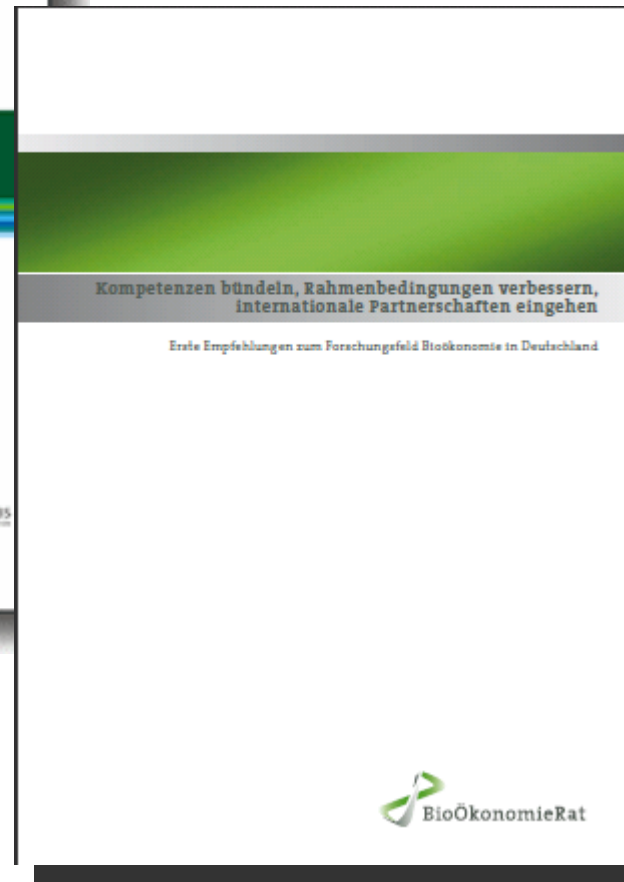 Kompetenzen bündeln, Rahmenbedingungen verbessern,
internationale Partnerschaften eingehen
Erste Empfehlungen zum Forschungsfeld Bioökonomie in Deutschland
BioÖkonomieRat